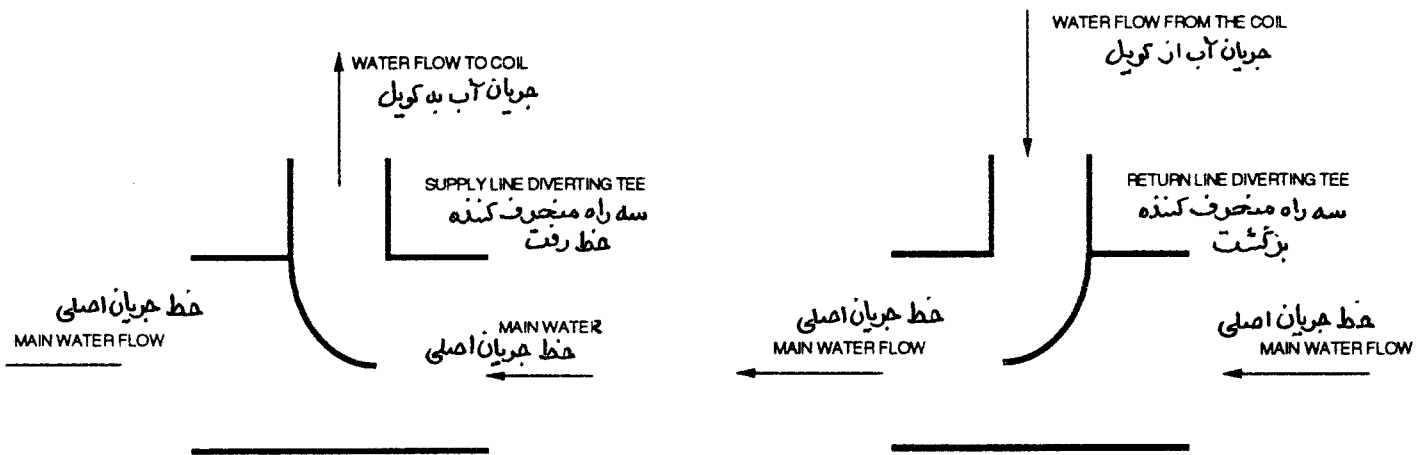 WATER FLOW TO COIL
جریان آب به کویل
SUPPLY LINE DIVERTING TEE
سه راه منحرف کننده
خط رفت
خط جریان اصلی
MAIN WATER FLOW
MAIN WATER
خط جریان اصلی
WATER FLOW FROM THE COIL
جریان آب از کویل
RETURN LINE DIVERTING TEE
سه راه منحرف کننده
بزگشت
خط جریان اصلی
MAIN WATER FLOW
خط جریان اصلی
MAIN WATER FLOW